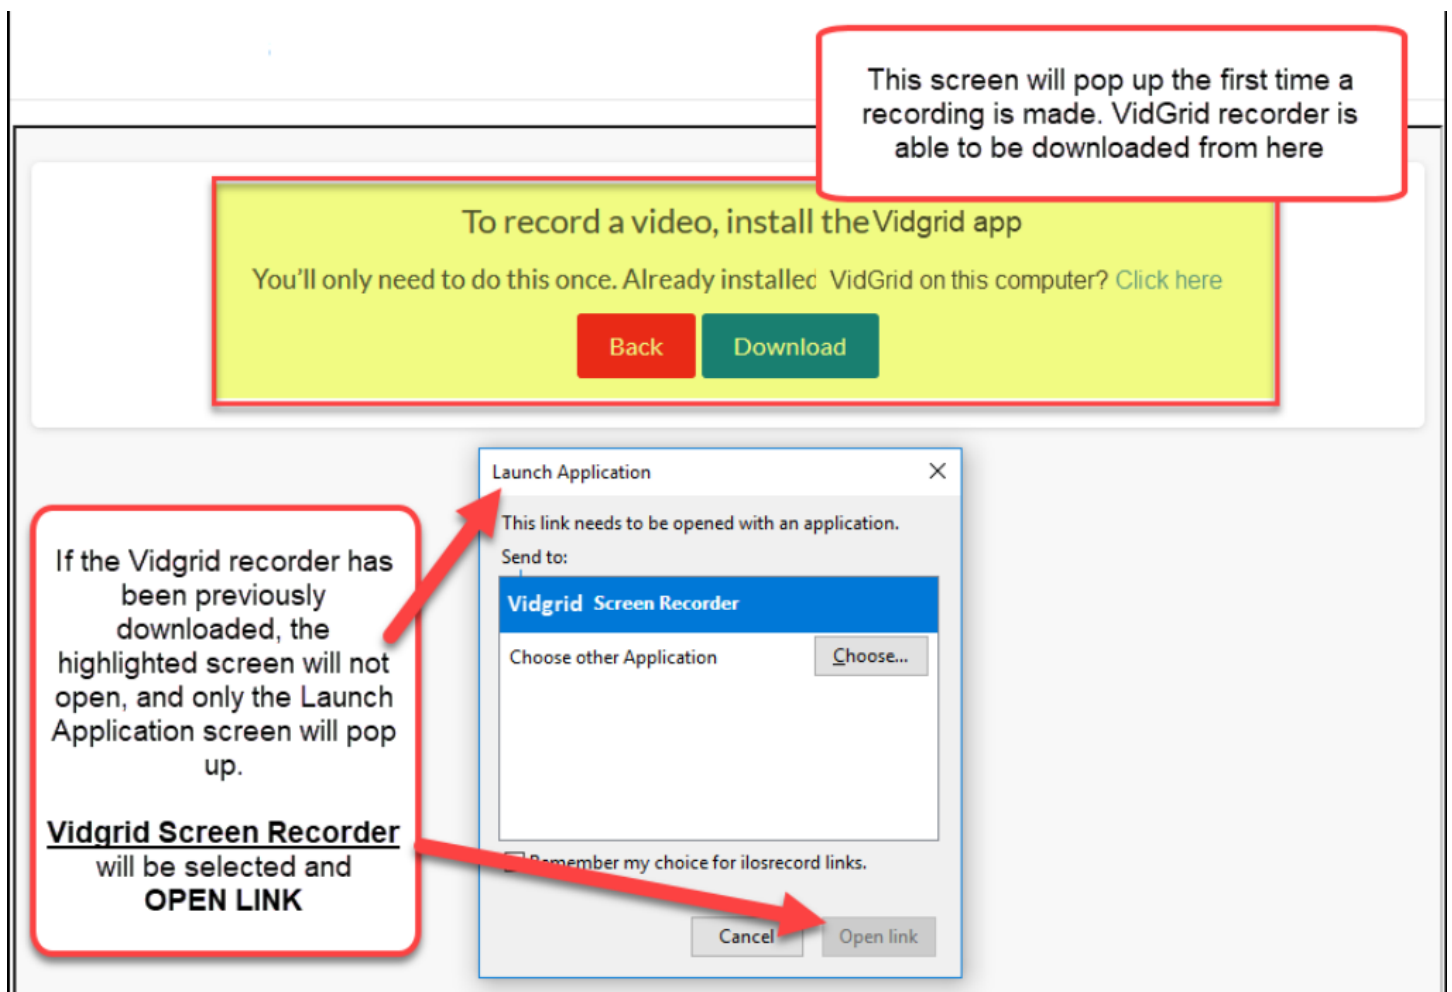 This screen will pop up the first time a
recording is made. VidGrid recorder is
able to be downloaded from here
To record a video, install the Vidgrid app
You'll only need to do this once. Already installed VidGrid on this computer? Click here
Back Download
Launch Application
This link needs to be opened with an application.
Send to:
Vidgrid Screen Recorder
Choose other Application Choose...
Remember my choice for ilosrecord links.
Cancel Open link
If the Vidgrid recorder has
been previously
downloaded, the
highlighted screen will not
open, and only the Launch
Application screen will pop
up.
Vidgrid Screen Recorder
will be selected and
OPEN LINK